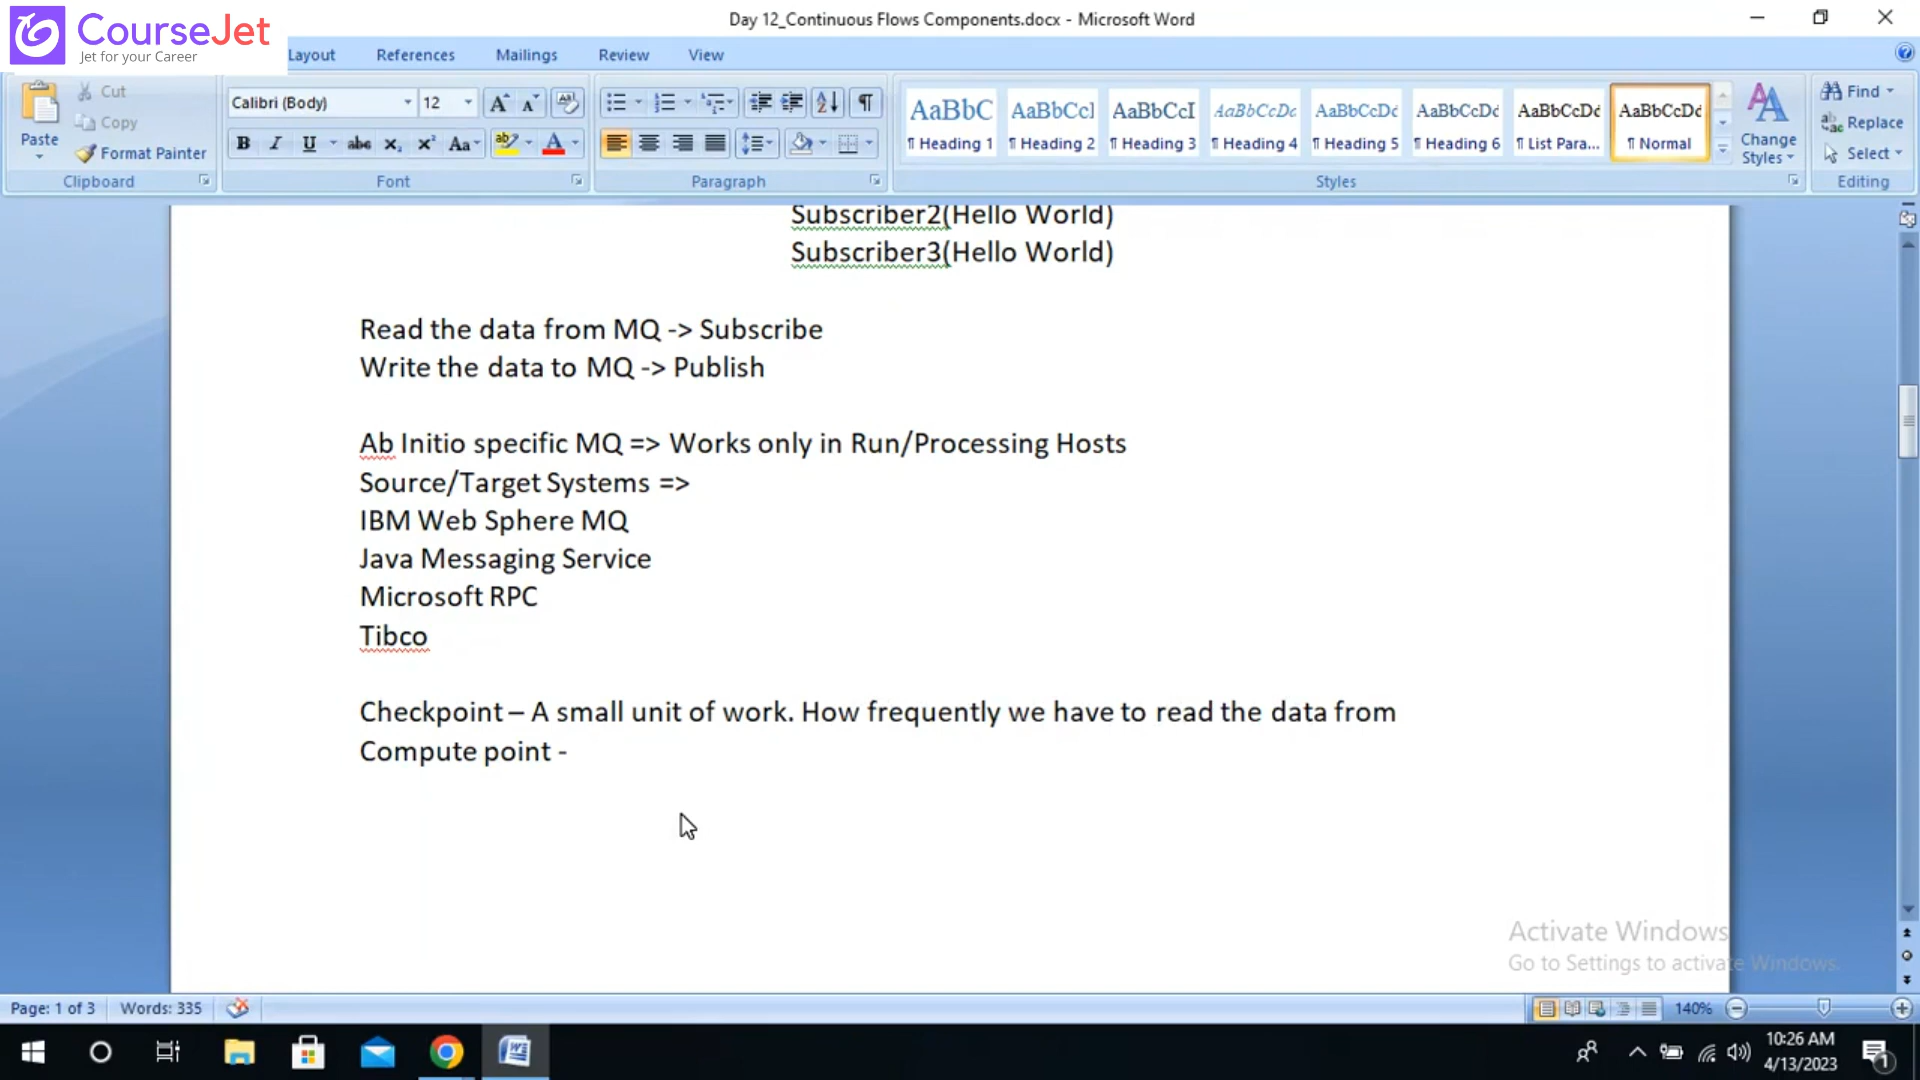 Day 12_Continuous Flows Components.docx - Microsoft Word
CourseJet
Jet for your Career
Layout References Mailings Review View
Cut
Copy
Format Painter
Paste
Clipboard
Calibri (Body) 12
Font
Paragraph
AaBbC AaBbCcI AaBbCcI AaBbCcDc AaBbCcDc AaBbCcDc AaBbCcDc AaBbCcDc
¶ Heading 1 ¶ Heading 2 ¶ Heading 3 ¶ Heading 4 ¶ Heading 5 ¶ Heading 6 ¶ List Para... ¶ Normal
Styles
Change Styles
Find
Replace
Select
Editing
Subscriber2(Hello World)
Subscriber3(Hello World)
Read the data from MQ -> Subscribe
Write the data to MQ -> Publish
Ab Initio specific MQ => Works only in Run/Processing Hosts
Source/Target Systems =>
IBM Web Sphere MQ
Java Messaging Service
Microsoft RPC
Tibco
Checkpoint – A small unit of work. How frequently we have to read the data from
Compute point -
Activate Windows
Go to Settings to activate Windows.
Page: 1 of 3 Words: 335 140%
10:26 AM
4/13/2023
1